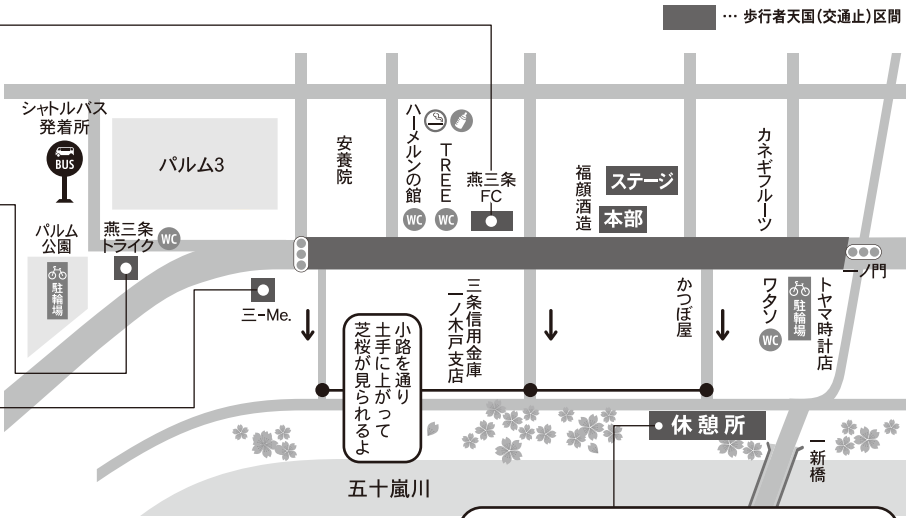 … 歩行者天国(交通止)区間
シャトルバス
発着所
BUS
パルム3
安養院
ハーメルンの館
TREE
WC
WC
燕三条
FC
福顔酒造
ステージ
本部
カネギフルーツ
パルム
公園
駐輪場
燕三条
トライク
WC
三-Me.
小路を通り
土手に上がって
芝桜が見られるよ
三条信用金庫
一ノ木戸支店
かつぼ屋
ワタソ
WC
駐輪場
トヤマ時計店
一ノ門
・休憩所
一新橋
五十嵐川